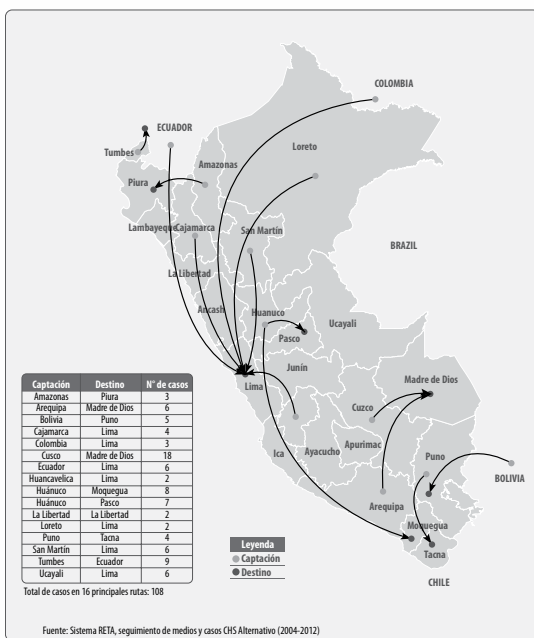 COLOMBIA
ECUADOR
Tumbes
Loreto
Amazonas
Piura
Lambayeque
Cajamarca
San Martín
BRAZIL
La Libertad
Ancash
Huanuco
Ucayali
Pasco
Junín
Lima
Madre de Dios
Cuzco
Ica
Ayacucho
Apurimac
Puno
BOLIVIA
Arequipa
Moquegua
Tacna
CHILE
Captación Destino N° de casos
Amazonas Piura 3
Arequipa Madre de Dios 6
Bolivia Puno 5
Cajamarca Lima 4
Colombia Lima 3
Cusco Madre de Dios 18
Ecuador Lima 6
Huancavelica Lima 2
Huánuco Moquegua 8
Huánuco Pasco 7
La Libertad La Libertad 2
Loreto Lima 2
Puno Tacna 4
San Martín Lima 6
Tumbes Ecuador 9
Ucayali Lima 6
Total de casos en 16 principales rutas: 108
Leyenda
Captación
Destino
Fuente: Sistema RETA, seguimiento de medios y casos CHS Alternativo (2004-2012)